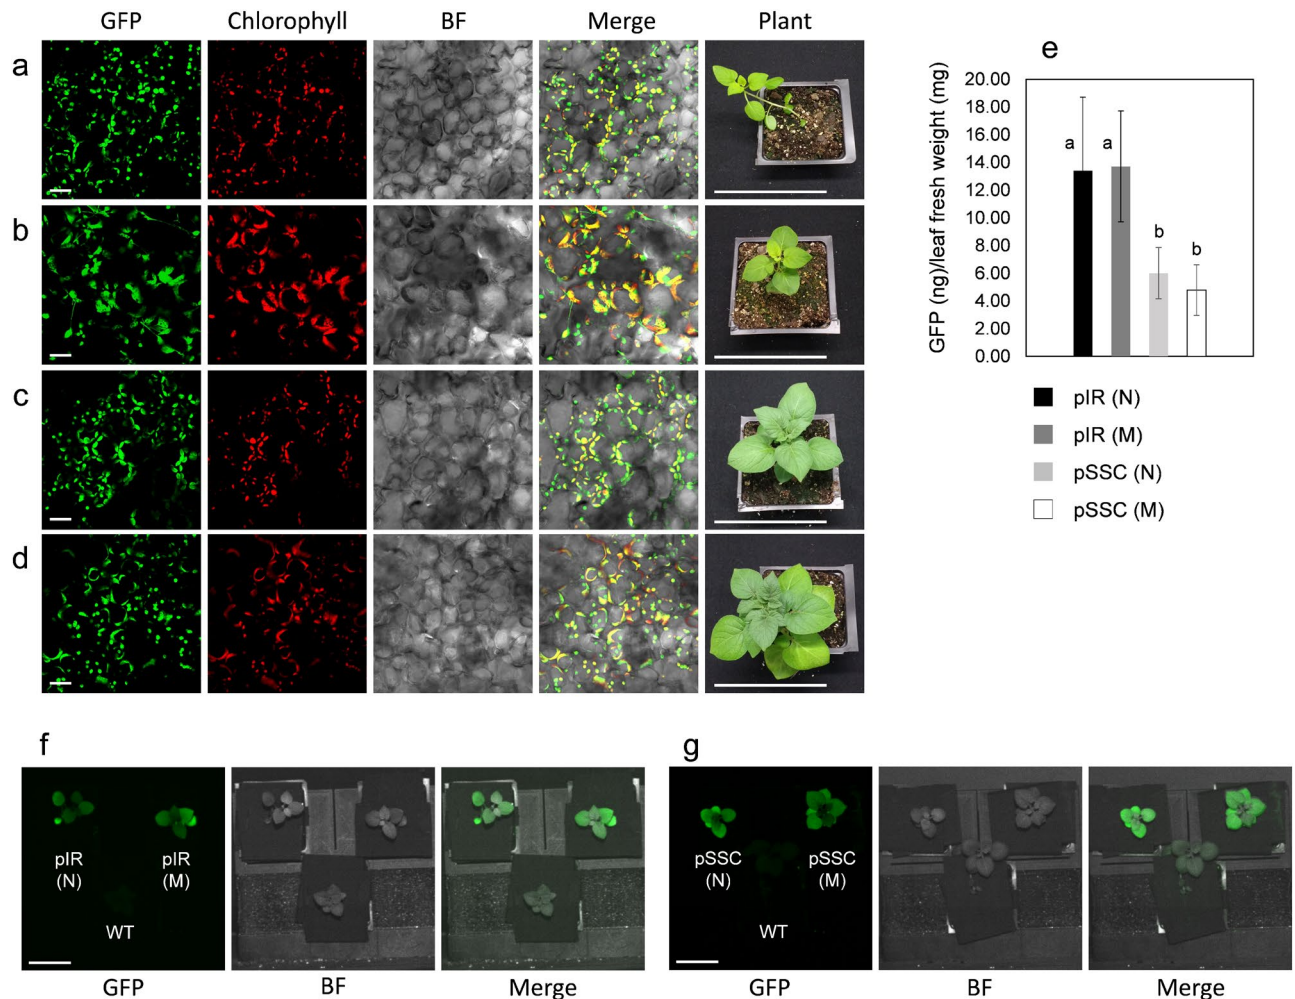 GFP Chlorophyll BF Merge Plant
a
b
c
d
e
GFP (ng)/leaf fresh weight (mg)
20.00
18.00
16.00
14.00
12.00
10.00
8.00
6.00
4.00
2.00
0.00
a a b b
pIR (N)
pIR (M)
pSSC (N)
pSSC (M)
f
pIR
(N)
pIR
(M)
WT
GFP BF Merge
g
pSSC
(N)
pSSC
(M)
WT
GFP BF Merge